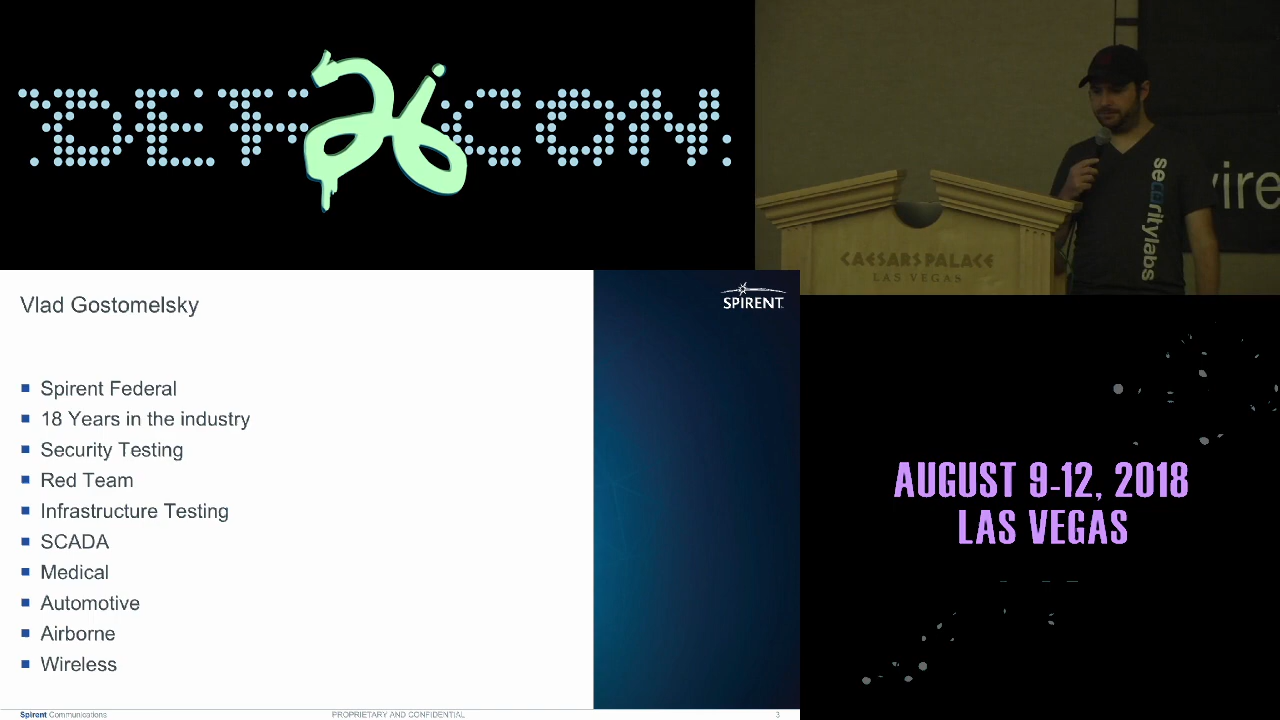 DEF 26 CON.
CAESARS PALACE
LAS VEGAS
securitylabs
Vlad Gostomelsky
SPIRENT
Spirent Federal
18 Years in the industry
Security Testing
Red Team
Infrastructure Testing
SCADA
Medical
Automotive
Airborne
Wireless
Spirent Communications
PROPRIETARY AND CONFIDENTIAL
3
AUGUST 9-12, 2018
LAS VEGAS